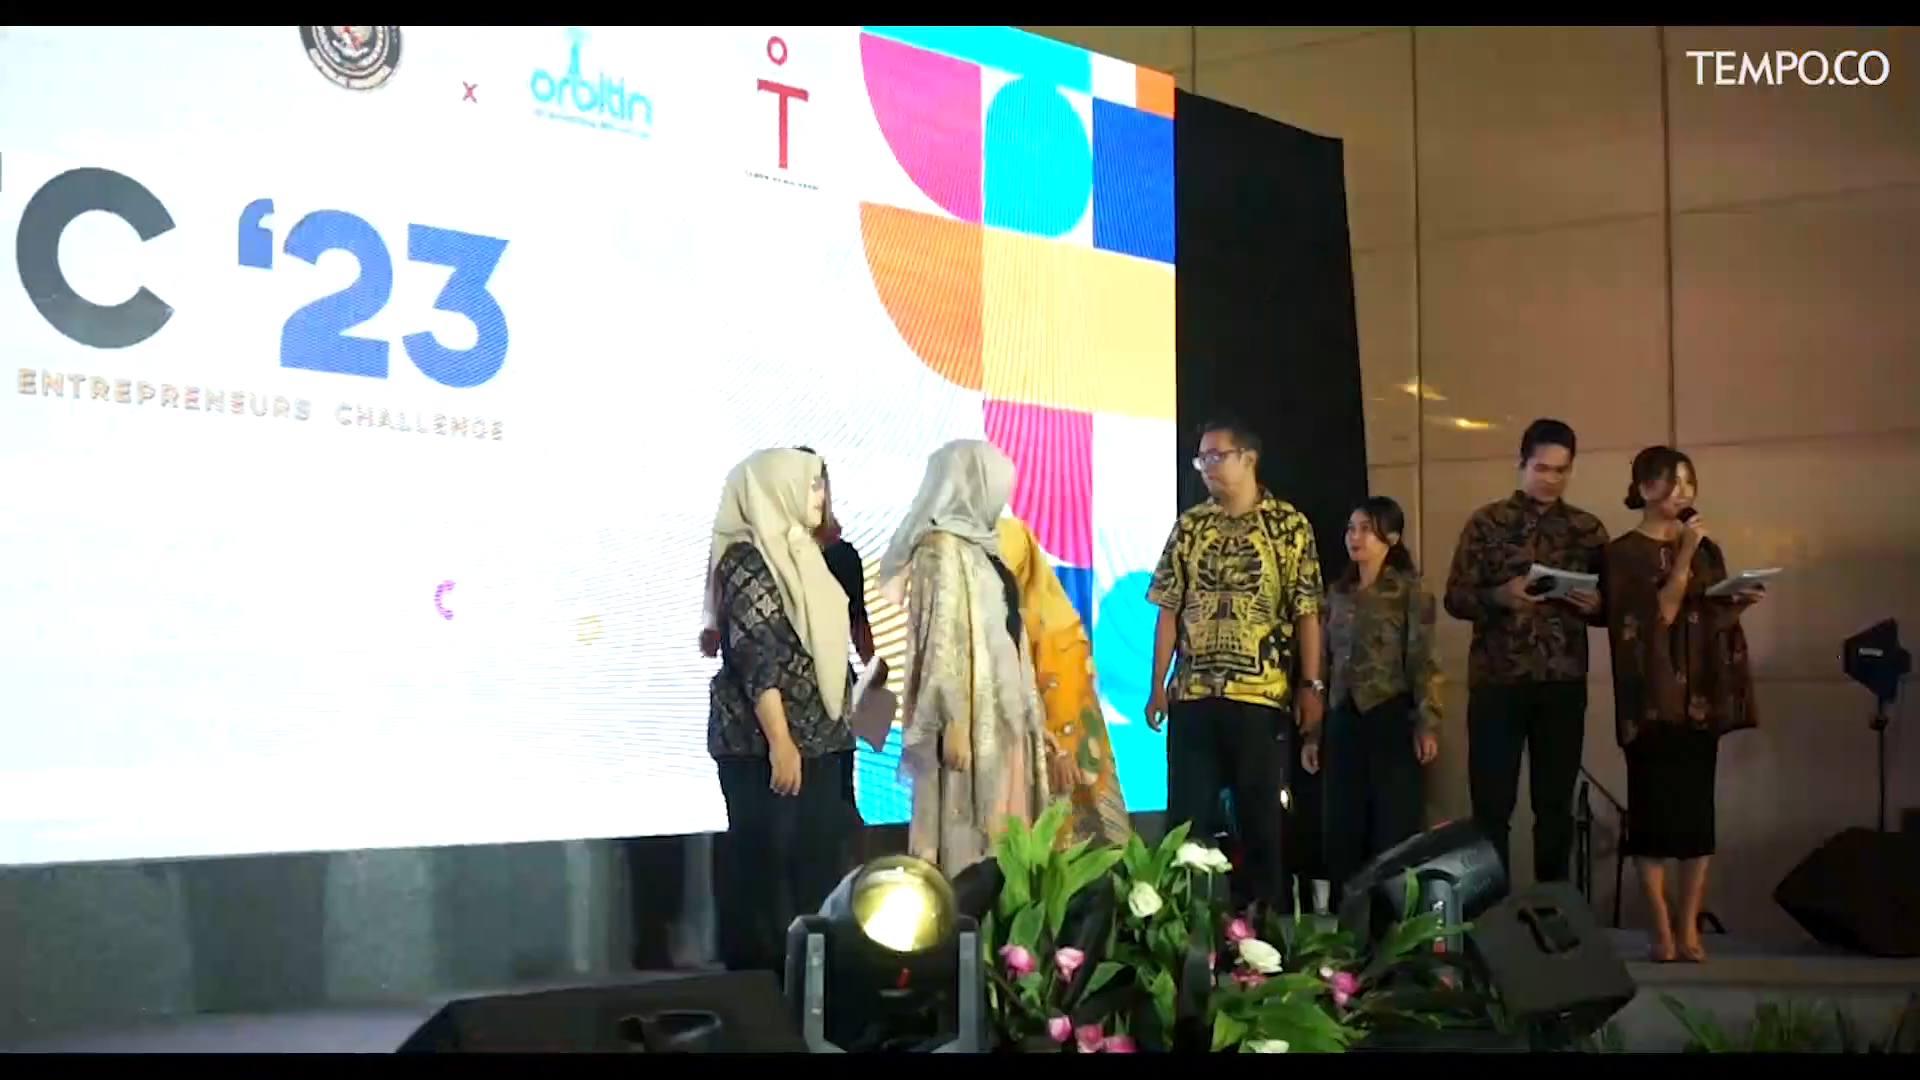 TEMPO.CO
x
orbitin
C '23
ENTREPRENEURS CHALLENGE